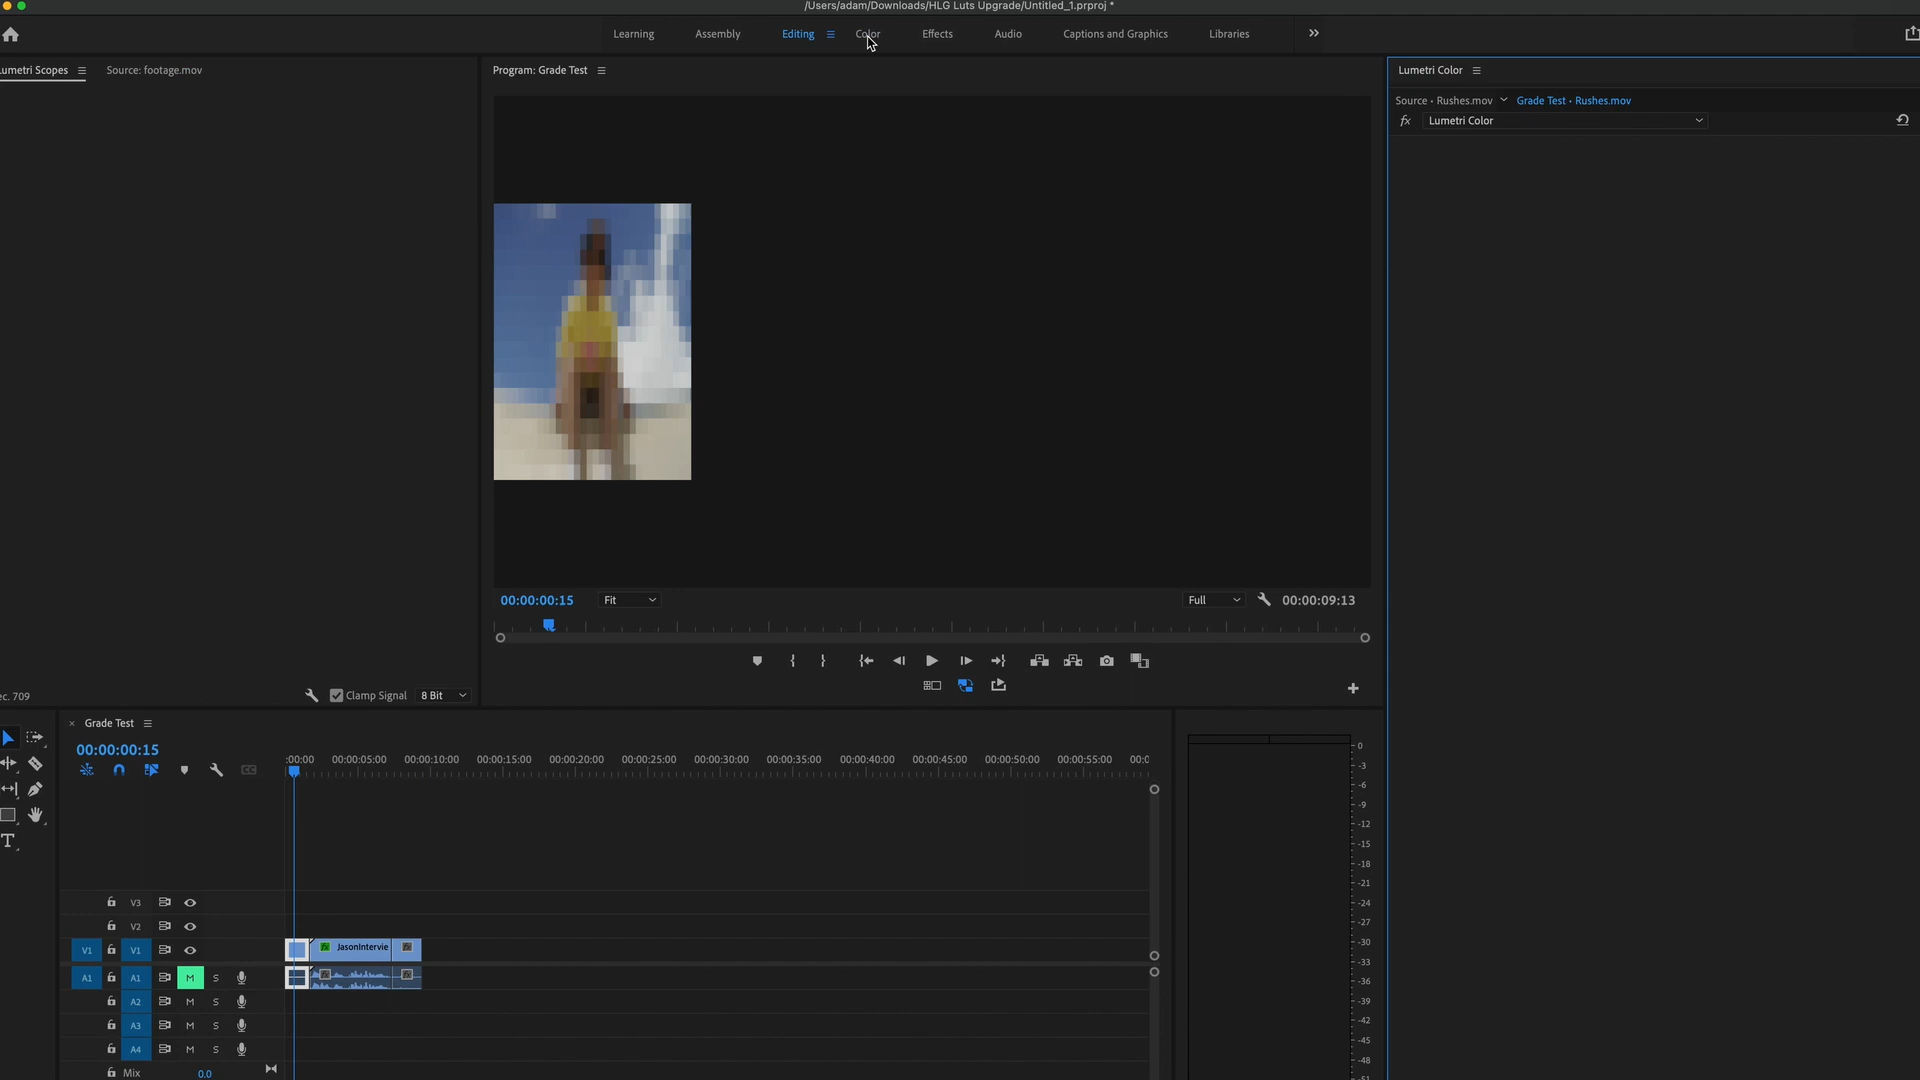 /Users/adam/Downloads/HLG Luts Upgrade/Untitled_1.prproj *
Learning Assembly Editing Color Effects Audio Captions and Graphics Libraries
umetri Scopes Source: footage.mov
Program: Grade Test
Lumetri Color
Source • Rushes.mov Grade Test • Rushes.mov
fx Lumetri Color
00:00:00:15 Fit Full 00:00:09:13
ec. 709 Clamp Signal 8 Bit
× Grade Test
00:00:00:15
:00:00 00:00:05:00 00:00:10:00 00:00:15:00 00:00:20:00 00:00:25:00 00:00:30:00 00:00:35:00 00:00:40:00 00:00:45:00 00:00:50:00 00:00:55:00 00:0
CC
T
V3
V2
V1 V1 fx JasonIntervie fx
A1 A1 M S fx fx
A2 M S
A3 M S
A4 M S
Mix 0.0
0
-3
-6
-9
-12
-15
-18
-21
-24
-27
-30
-33
-36
-39
-42
-45
-48
-51